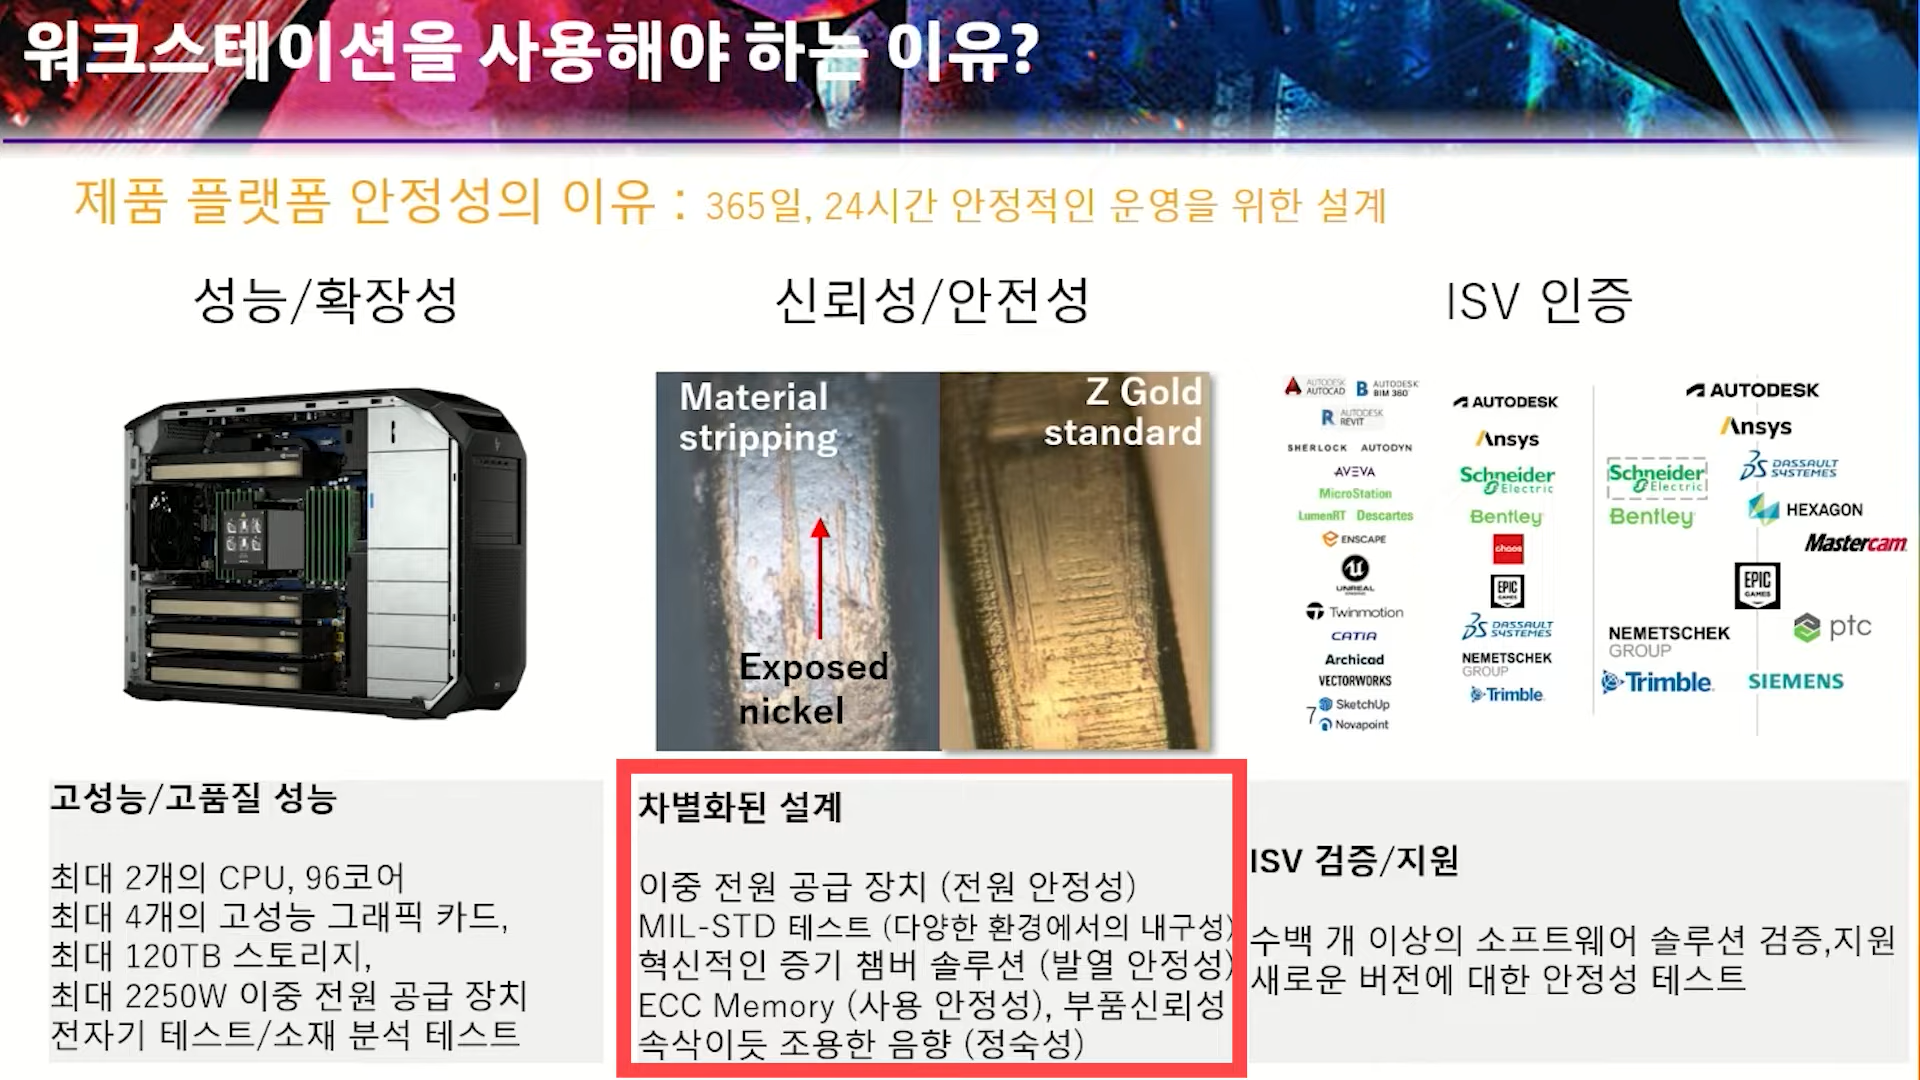 워크스테이션을 사용해야 하는 이유?
제품 플랫폼 안정성의 이유 : 365일, 24시간 안정적인 운영을 위한 설계
성능/확장성
신뢰성/안전성
ISV 인증
Material
stripping
Exposed
nickel
Z Gold
standard
AUTODESK
AUTOCAD
AUTODESK
BIM 360
AUTODESK
REVIT
SHERLOCK AUTODYN
AVEVA
MicroStation
LumenRT Descartes
ENSCAPE
UNREAL
Twinmotion
CATIA
Archicad
VECTORWORKS
SketchUp
7
Novapoint
AUTODESK
Ansys
Schneider
Electric
Bentley
chaos
EPIC
GAMES
DASSAULT
SYSTEMES
NEMETSCHEK
GROUP
Trimble
AUTODESK
Ansys
Schneider
Electric
DASSAULT
SYSTEMES
Bentley
HEXAGON
Mastercam
EPIC
GAMES
NEMETSCHEK
GROUP
ptc
Trimble
SIEMENS
고성능/고품질 성능
최대 2개의 CPU, 96코어
최대 4개의 고성능 그래픽 카드,
최대 120TB 스토리지,
최대 2250W 이중 전원 공급 장치
전자기 테스트/소재 분석 테스트
차별화된 설계
이중 전원 공급 장치 (전원 안정성)
MIL-STD 테스트 (다양한 환경에서의 내구성)
혁신적인 증기 챔버 솔루션 (발열 안정성)
ECC Memory (사용 안정성), 부품신뢰성
속삭이듯 조용한 음향 (정숙성)
ISV 검증/지원
수백 개 이상의 소프트웨어 솔루션 검증,지원
새로운 버전에 대한 안정성 테스트